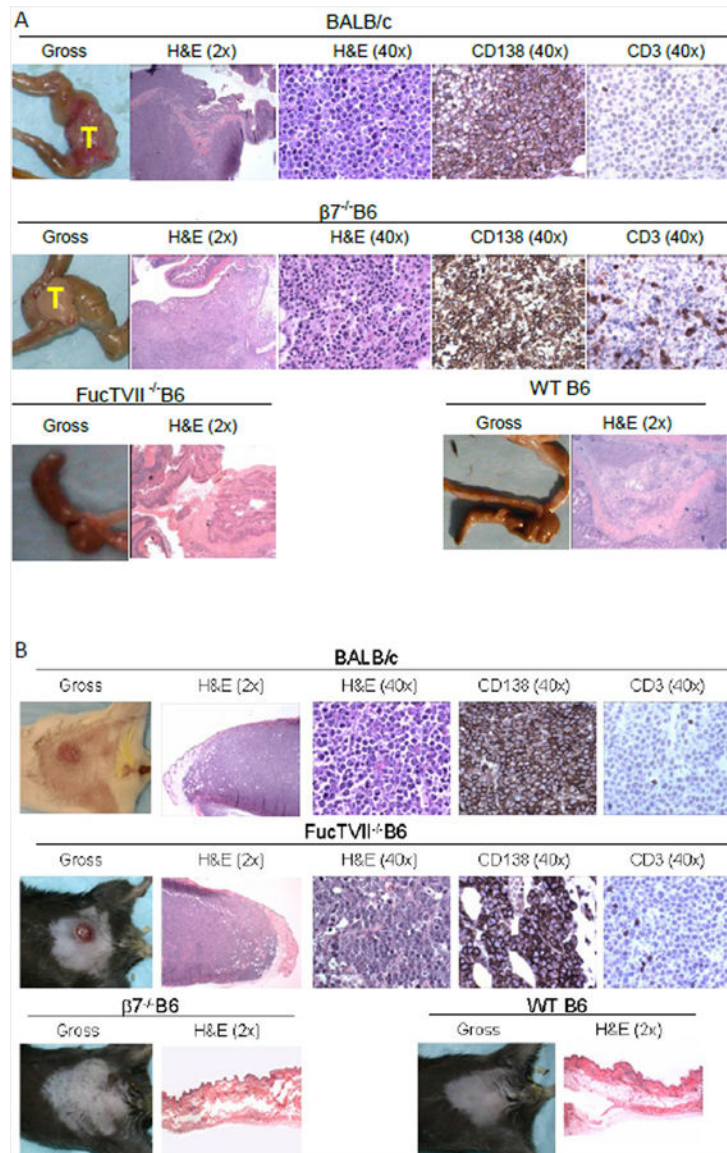 A
BALB/c
Gross H&E (2x) H&E (40x) CD138 (40x) CD3 (40x)
T
β7-/-B6
Gross H&E (2x) H&E (40x) CD138 (40x) CD3 (40x)
T
FucTVII -/-B6 WT B6
Gross H&E (2x) Gross H&E (2x)
B
BALB/c
Gross H&E (2x) H&E (40x) CD138 (40x) CD3 (40x)
FucTVII-/-B6
Gross H&E (2x) H&E (40x) CD138 (40x) CD3 (40x)
β7-/-B6 WT B6
Gross H&E (2x) Gross H&E (2x)